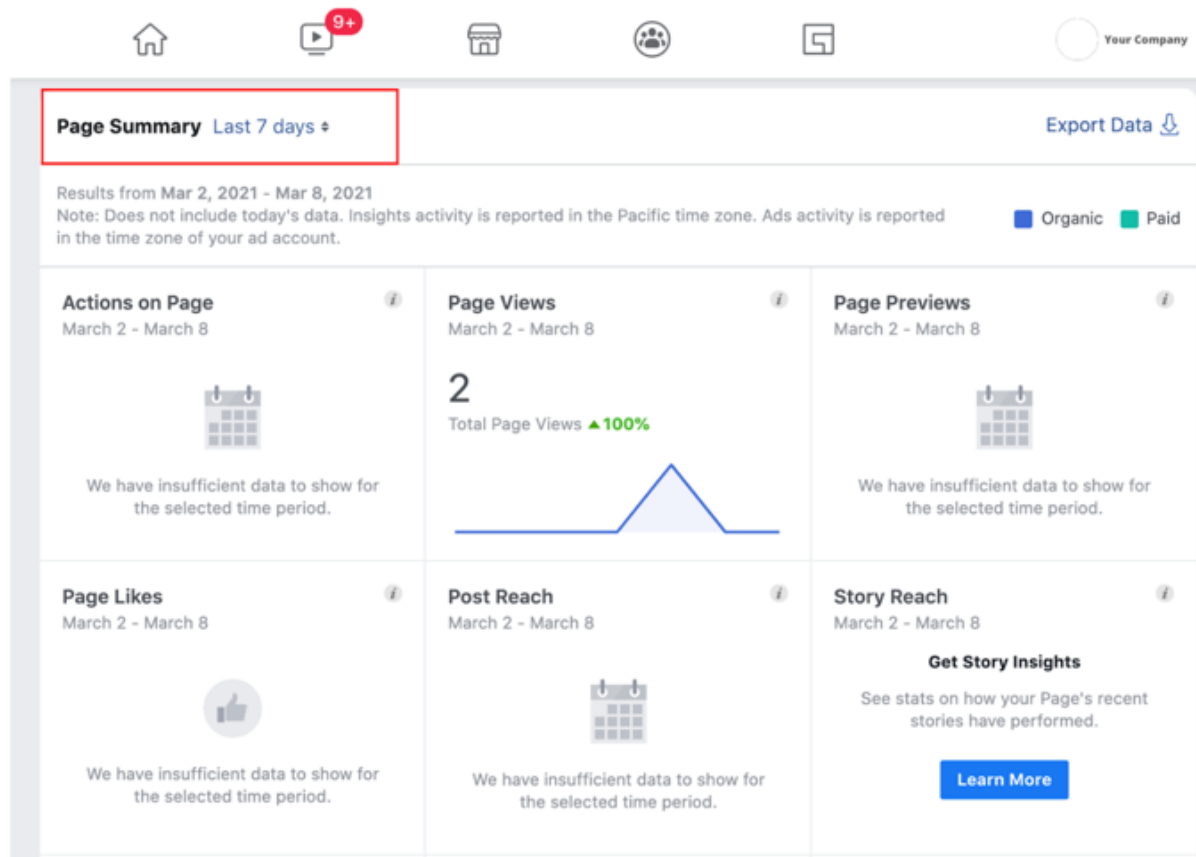 9+
Your Company
Page Summary Last 7 days
Export Data
Results from Mar 2, 2021 - Mar 8, 2021
Note: Does not include today's data. Insights activity is reported in the Pacific time zone. Ads activity is reported
in the time zone of your ad account.
Organic Paid
Actions on Page
March 2 - March 8
We have insufficient data to show for
the selected time period.
Page Views
March 2 - March 8
2
Total Page Views ▲100%
Page Previews
March 2 - March 8
We have insufficient data to show for
the selected time period.
Page Likes
March 2 - March 8
We have insufficient data to show for
the selected time period.
Post Reach
March 2 - March 8
We have insufficient data to show for
the selected time period.
Story Reach
March 2 - March 8
Get Story Insights
See stats on how your Page's recent
stories have performed.
Learn More